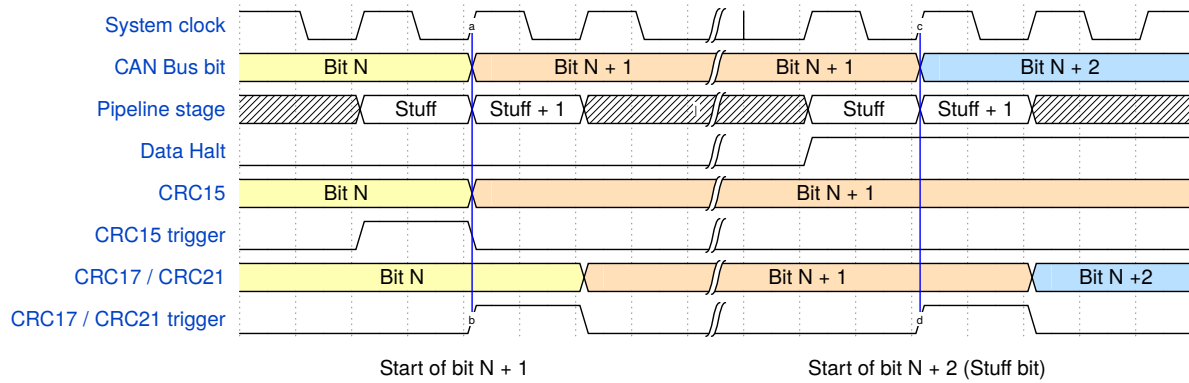 System clock a c
CAN Bus bit Bit N Bit N + 1 Bit N + 1 Bit N + 2
Pipeline stage Stuff Stuff + 1 Stuff Stuff + 1
Data Halt
CRC15 Bit N Bit N + 1
CRC15 trigger
CRC17 / CRC21 Bit N Bit N + 1 Bit N +2
CRC17 / CRC21 trigger b d
Start of bit N + 1 Start of bit N + 2 (Stuff bit)